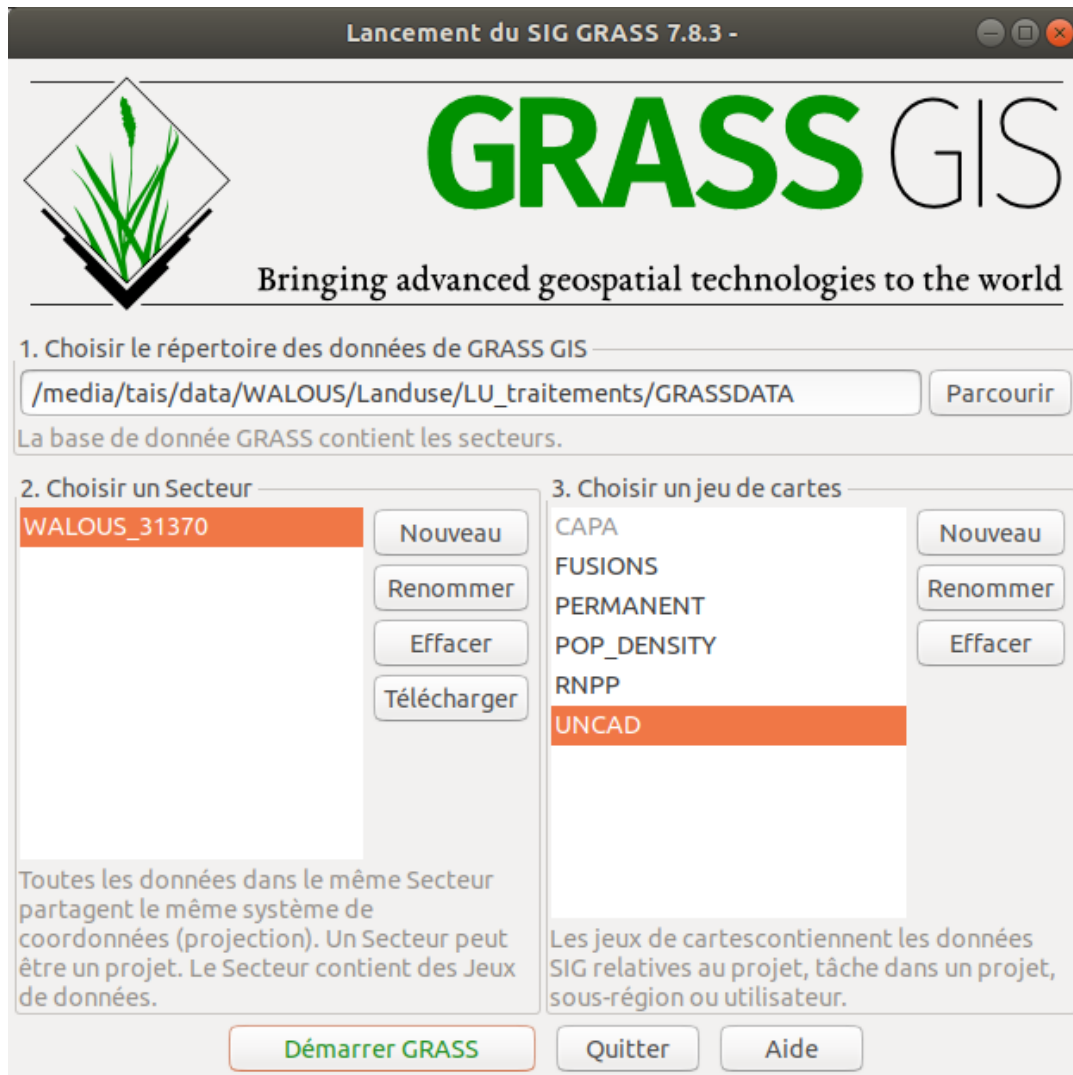 Lancement du SIG GRASS 7.8.3 -
GRASS GIS
Bringing advanced geospatial technologies to the world
1. Choisir le répertoire des données de GRASS GIS
/media/tais/data/WALOUS/Landuse/LU_traitements/GRASSDATA
Parcourir
La base de donnée GRASS contient les secteurs.
2. Choisir un Secteur
WALOUS_31370
Nouveau
Renommer
Effacer
Télécharger
Toutes les données dans le même Secteur
partagent le même système de
coordonnées (projection). Un Secteur peut
être un projet. Le Secteur contient des Jeux
de données.
3. Choisir un jeu de cartes
CAPA
FUSIONS
PERMANENT
POP_DENSITY
RNPP
UNCAD
Nouveau
Renommer
Effacer
Les jeux de cartescontiennent les données
SIG relatives au projet, tâche dans un projet,
sous-région ou utilisateur.
Démarrer GRASS
Quitter
Aide